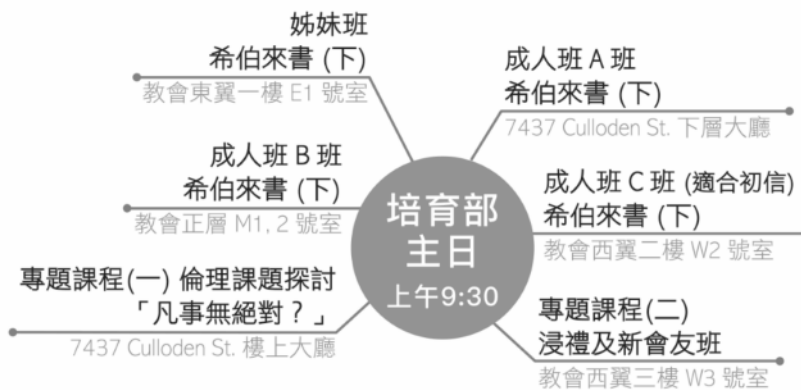 姊妹班
希伯來書 (下)
教會東翼一樓 E1 號室
成人班 A 班
希伯來書 (下)
7437 Culloden St. 下層大廳
成人班 B 班
希伯來書 (下)
教會正層 M1, 2 號室
培育部
主日
上午9:30
成人班 C 班 (適合初信)
希伯來書 (下)
教會西翼二樓 W2 號室
專題課程(一) 倫理課題探討
「凡事無絕對？」
7437 Culloden St. 樓上大廳
專題課程(二)
浸禮及新會友班
教會西翼三樓 W3 號室